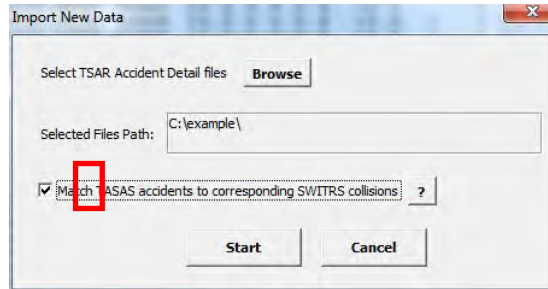 Import New Data
X
Select TSAR Accident Detail files Browse
Selected Files Path: C:\example\
Match TASAS accidents to corresponding SWITRS collisions ?
Start Cancel